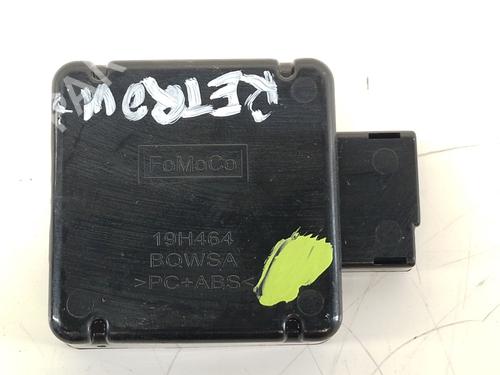 RETROV
FoMoCo
19H464
BQWSA
>PC+ABS<